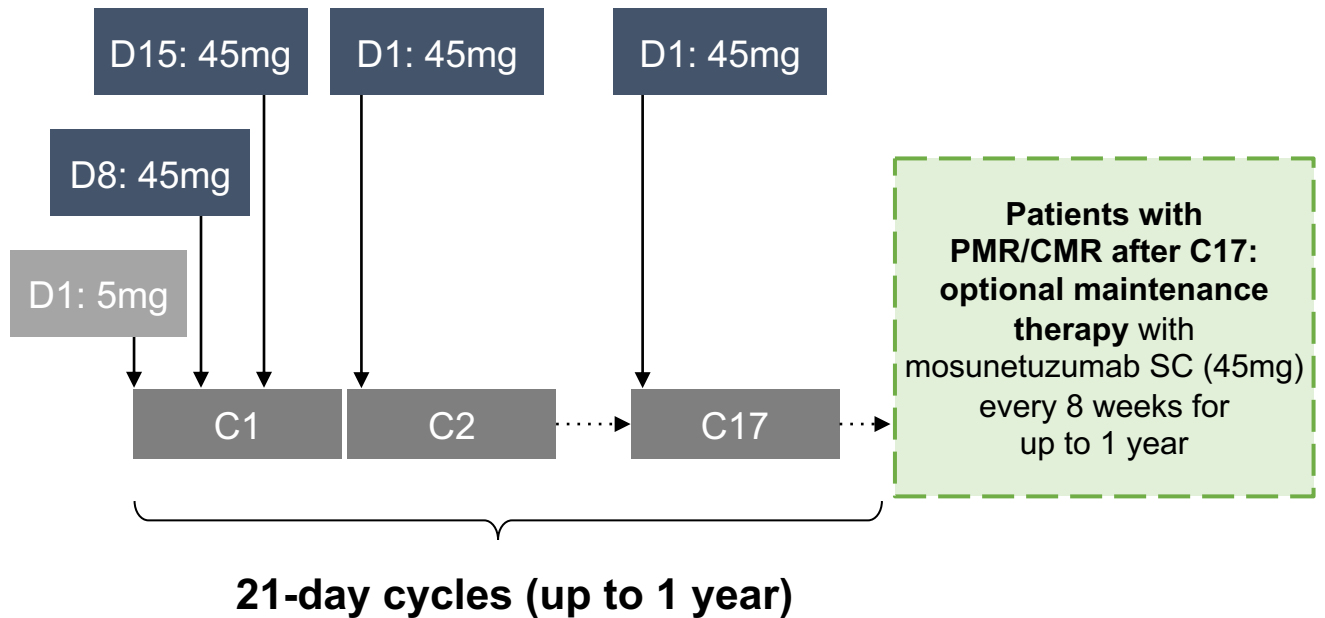 D15: 45mg
D1: 45mg
D1: 45mg
D8: 45mg
D1: 5mg
C1
C2
C17
Patients with
PMR/CMR after C17:
optional maintenance
therapy with
mosunetuzumab SC (45mg)
every 8 weeks for
up to 1 year
21-day cycles (up to 1 year)